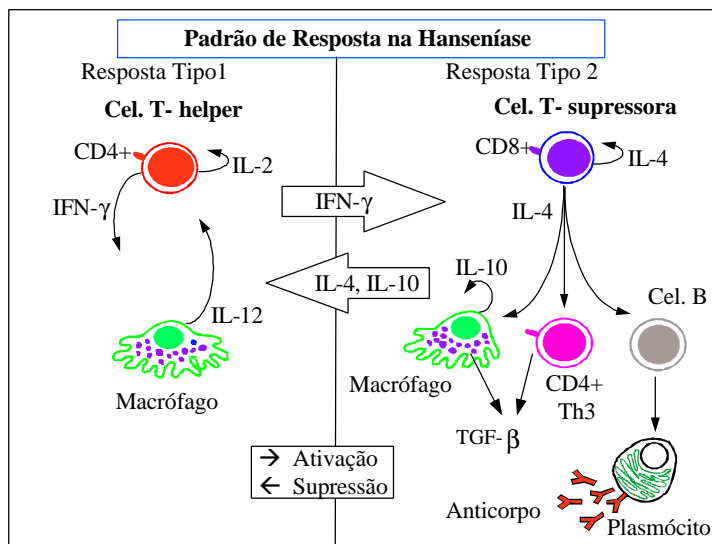 Padrão de Resposta na Hanseníase
Resposta Tipo1
Cel. T- helper
CD4+
IL-2
IFN-γ
IL-12
Macrófago
IFN-γ
IL-4, IL-10
→ Ativação
← Supressão
Resposta Tipo 2
Cel. T- supressora
CD8+
IL-4
IL-4
IL-10
Cel. B
Macrófago
CD4+
Th3
TGF- β
Anticorpo
Plasmócito